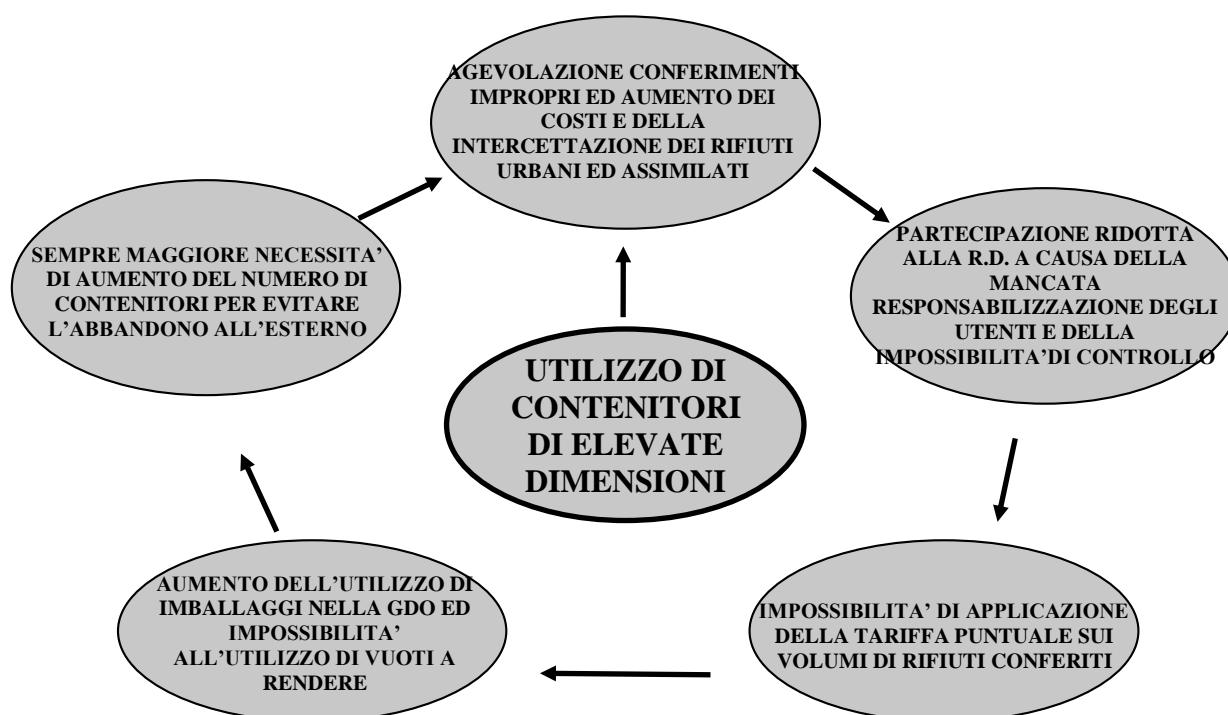 AGEVOLAZIONE CONFERIMENTI
IMPROPRI ED AUMENTO DEI
COSTI E DELLA
INTERCETTAZIONE DEI RIFIUTI
URBANI ED ASSIMILATI
PARTECIPAZIONE RIDOTTA
ALLA R.D. A CAUSA DELLA
MANCATA
RESPONSABILIZZAZIONE DEGLI
UTENTI E DELLA
IMPOSSIBILITA’DI CONTROLLO
IMPOSSIBILITA’ DI APPLICAZIONE
DELLA TARIFFA PUNTUALE SUI
VOLUMI DI RIFIUTI CONFERITI
AUMENTO DELL’UTILIZZO DI
IMBALLAGGI NELLA GDO ED
IMPOSSIBILITA’
ALL’UTILIZZO DI VUOTI A
RENDERE
SEMPRE MAGGIORE NECESSITA’
DI AUMENTO DEL NUMERO DI
CONTENITORI PER EVITARE
L’ABBANDONO ALL’ESTERNO
UTILIZZO DI
CONTENITORI
DI ELEVATE
DIMENSIONI